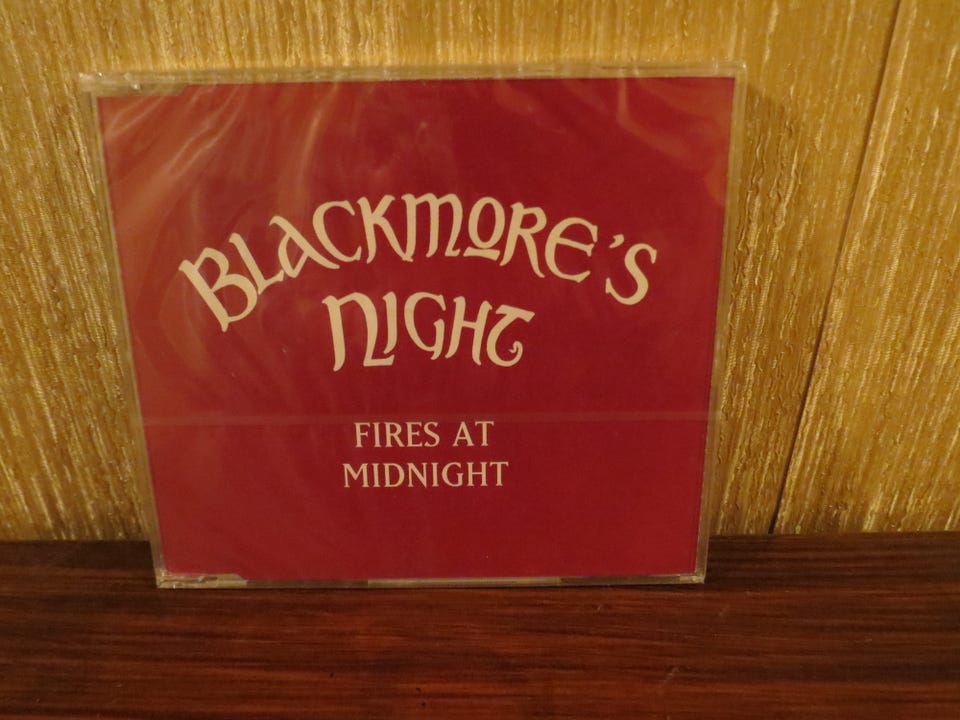 BLACKMORE'S
NIGHT
FIRES AT
MIDNIGHT